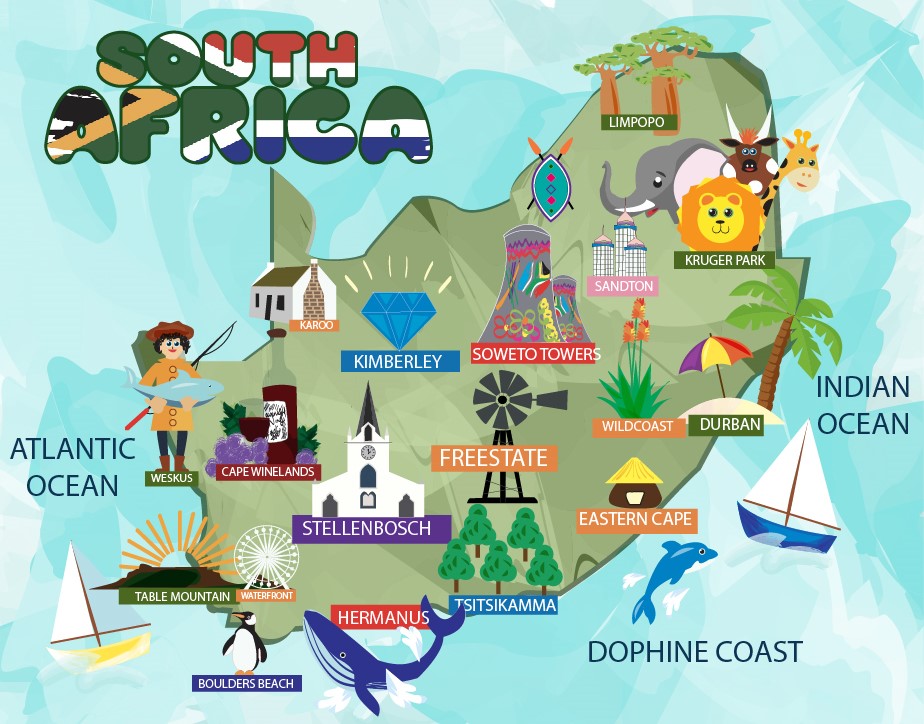 SOUTH
AFRICA
LIMPOPO
KRUGER PARK
SANDTON
KAROO
KIMBERLEY
SOWETO TOWERS
INDIAN
OCEAN
WILDCOAST
DURBAN
ATLANTIC
OCEAN
WESKUS
CAPE WINELANDS
FREESTATE
STELLENBOSCH
EASTERN CAPE
TABLE MOUNTAIN
WATERFRONT
TSITSIKAMMA
HERMANUS
DOPHINE COAST
BOULDERS BEACH